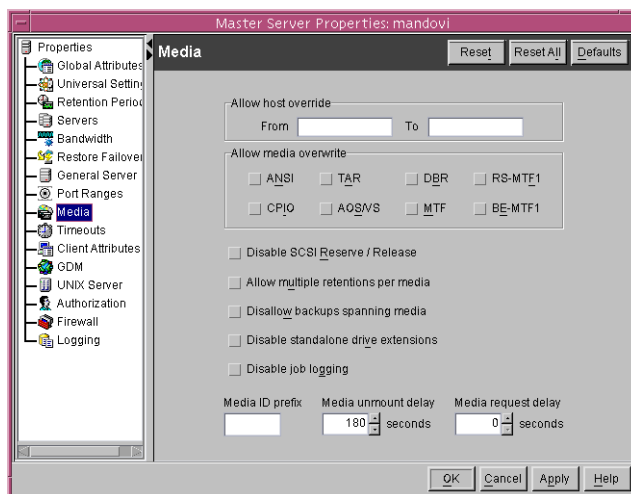 Master Server Properties: mandovi
Properties
Global Attributes
Universal Settin
Retention Period
Servers
Bandwidth
Restore Failover
General Server
Port Ranges
Media
Timeouts
Client Attributes
GDM
UNIX Server
Authorization
Firewall
Logging
Media
Reset
Reset All
Defaults
Allow host override
From
To
Allow media overwrite
ANSI
TAR
DBR
RS-MTF1
CPIO
AOS/VS
MTF
BE-MTF1
Disable SCSI Reserve / Release
Allow multiple retentions per media
Disallow backups spanning media
Disable standalone drive extensions
Disable job logging
Media ID prefix
Media unmount delay
Media request delay
180
seconds
0
seconds
OK
Cancel
Apply
Help